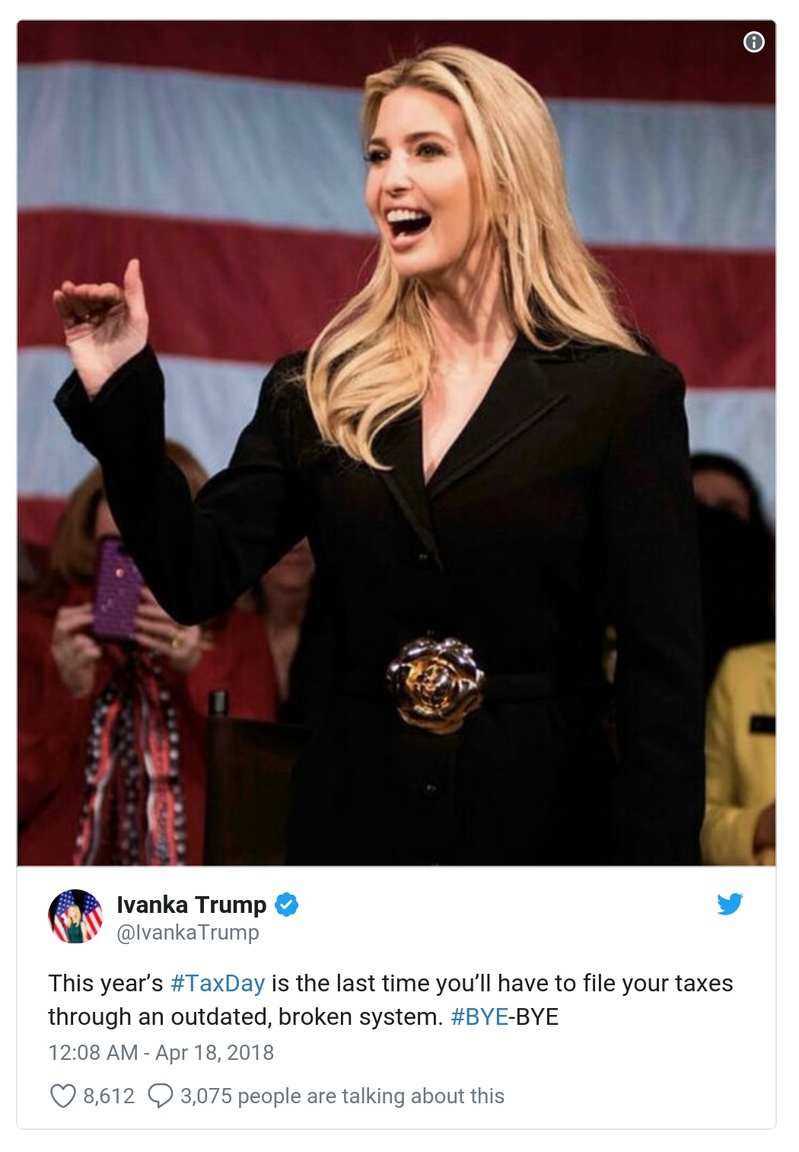 Ivanka Trump
@IvankaTrump
This year’s #TaxDay is the last time you’ll have to file your taxes
through an outdated, broken system. #BYE-BYE
12:08 AM - Apr 18, 2018
8,612 3,075 people are talking about this